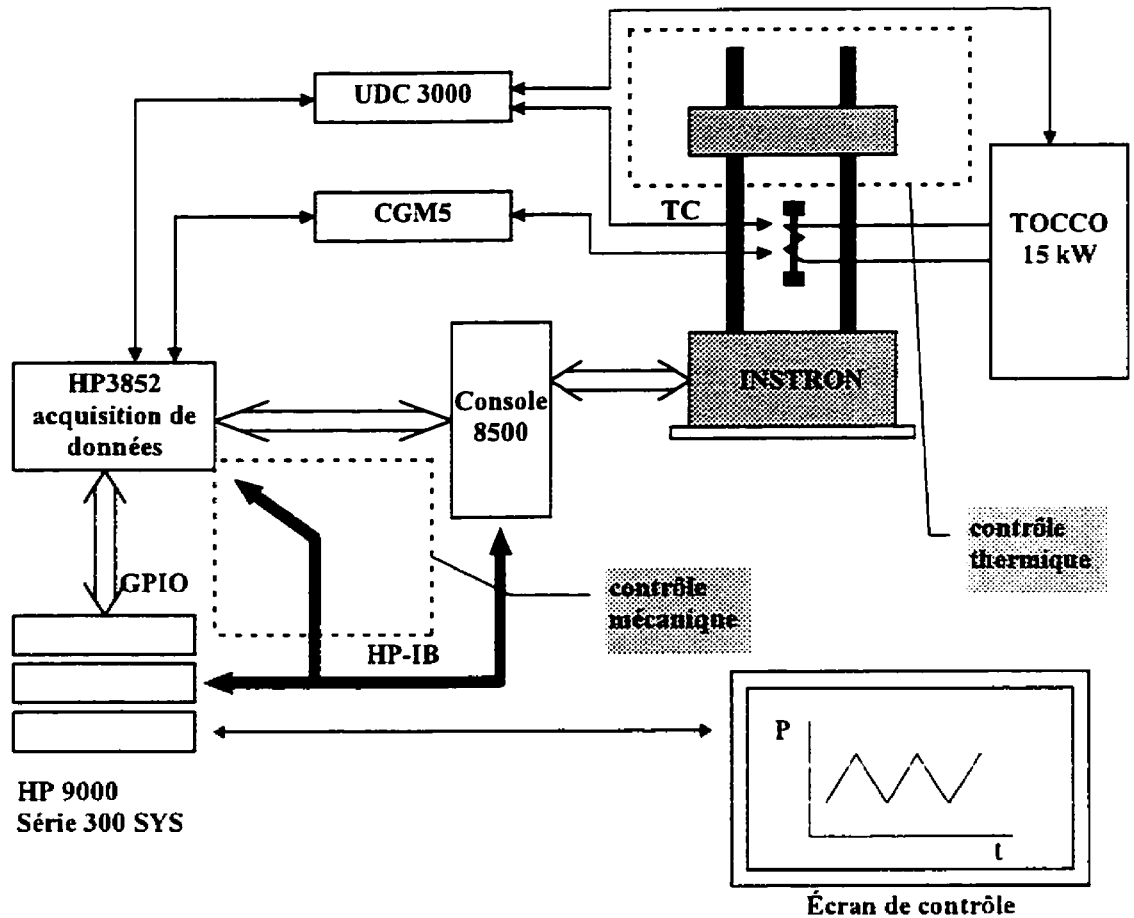 UDC 3000
CGM5
TC
TOCCO
15 kW
HP3852
acquisition de
données
Console
8500
INSTRON
contrôle
thermique
GPIO
contrôle
mécanique
HP-IB
P
t
HP 9000
Série 300 SYS
Écran de contrôle